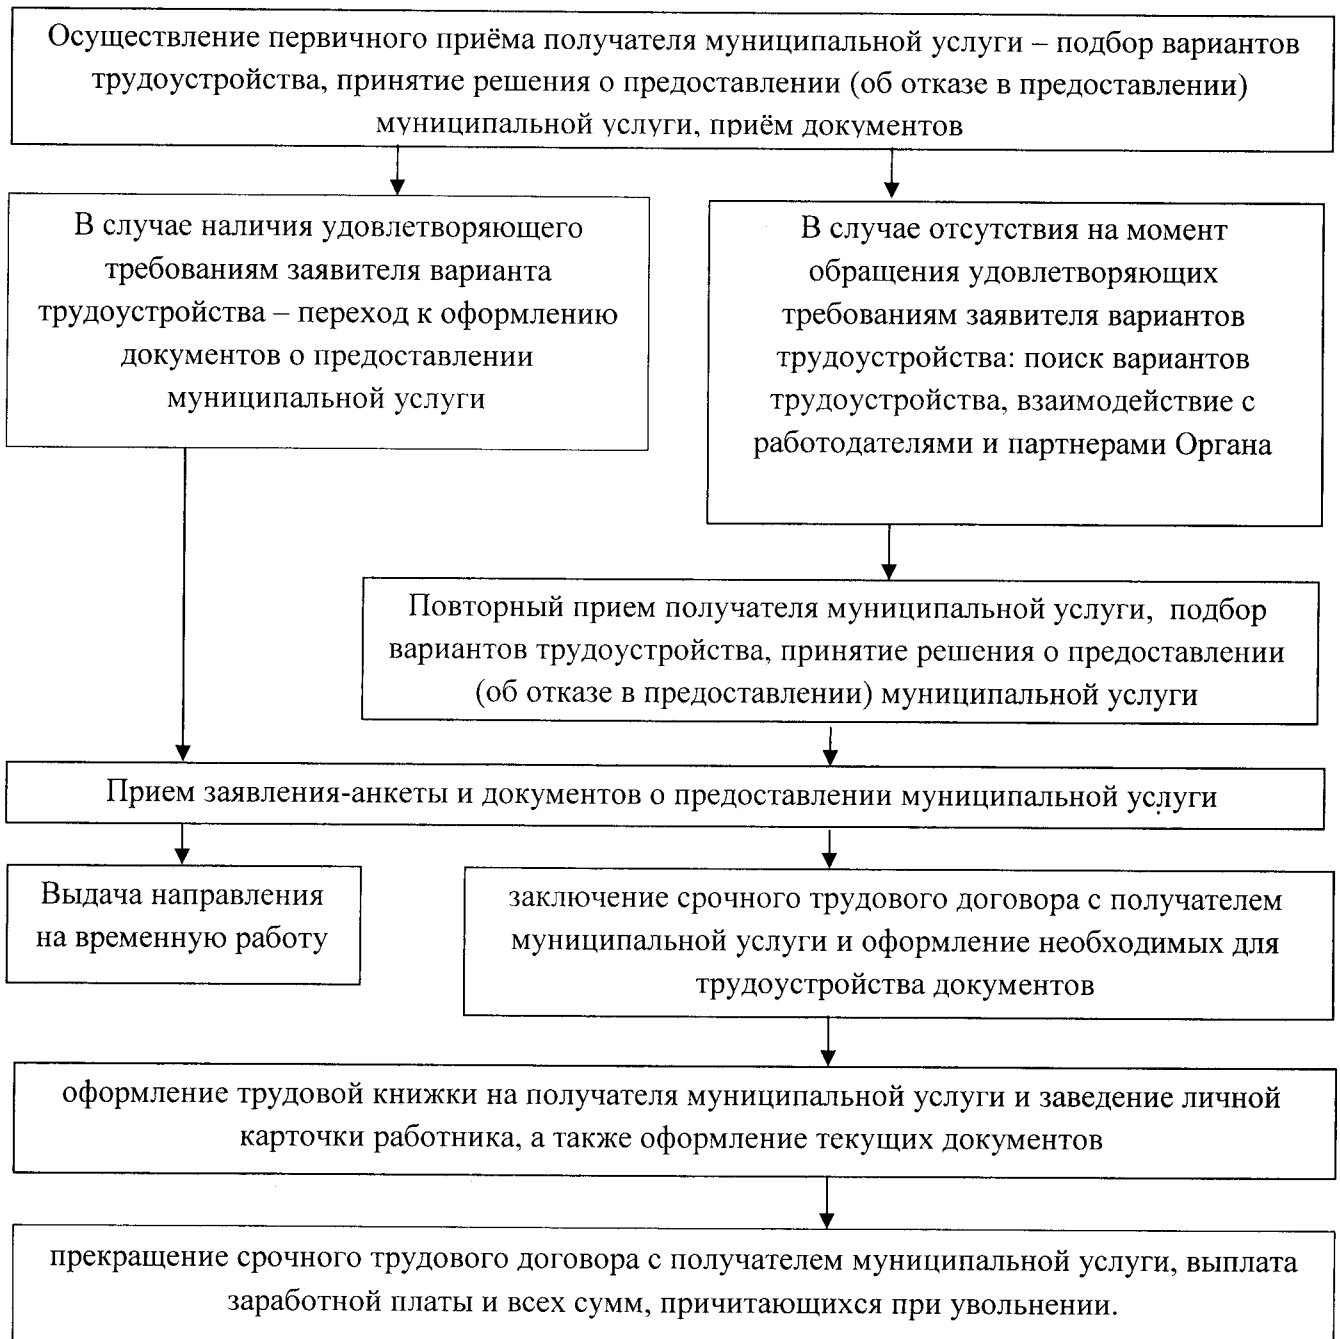 Осуществление первичного приёма получателя муниципальной услуги – подбор вариантов
трудоустройства, принятие решения о предоставлении (об отказе в предоставлении)
муниципальной услуги, приём документов
В случае наличия удовлетворяющего
требованиям заявителя варианта
трудоустройства – переход к оформлению
документов о предоставлении
муниципальной услуги
В случае отсутствия на момент
обращения удовлетворяющих
требованиям заявителя вариантов
трудоустройства: поиск вариантов
трудоустройства, взаимодействие с
работодателями и партнерами Органа
Повторный прием получателя муниципальной услуги, подбор
вариантов трудоустройства, принятие решения о предоставлении
(об отказе в предоставлении) муниципальной услуги
Прием заявления-анкеты и документов о предоставлении муниципальной услуги
Выдача направления
на временную работу
заключение срочного трудового договора с получателем
муниципальной услуги и оформление необходимых для
трудоустройства документов
оформление трудовой книжки на получателя муниципальной услуги и заведение личной
карточки работника, а также оформление текущих документов
прекращение срочного трудового договора с получателем муниципальной услуги, выплата
заработной платы и всех сумм, причитающихся при увольнении.